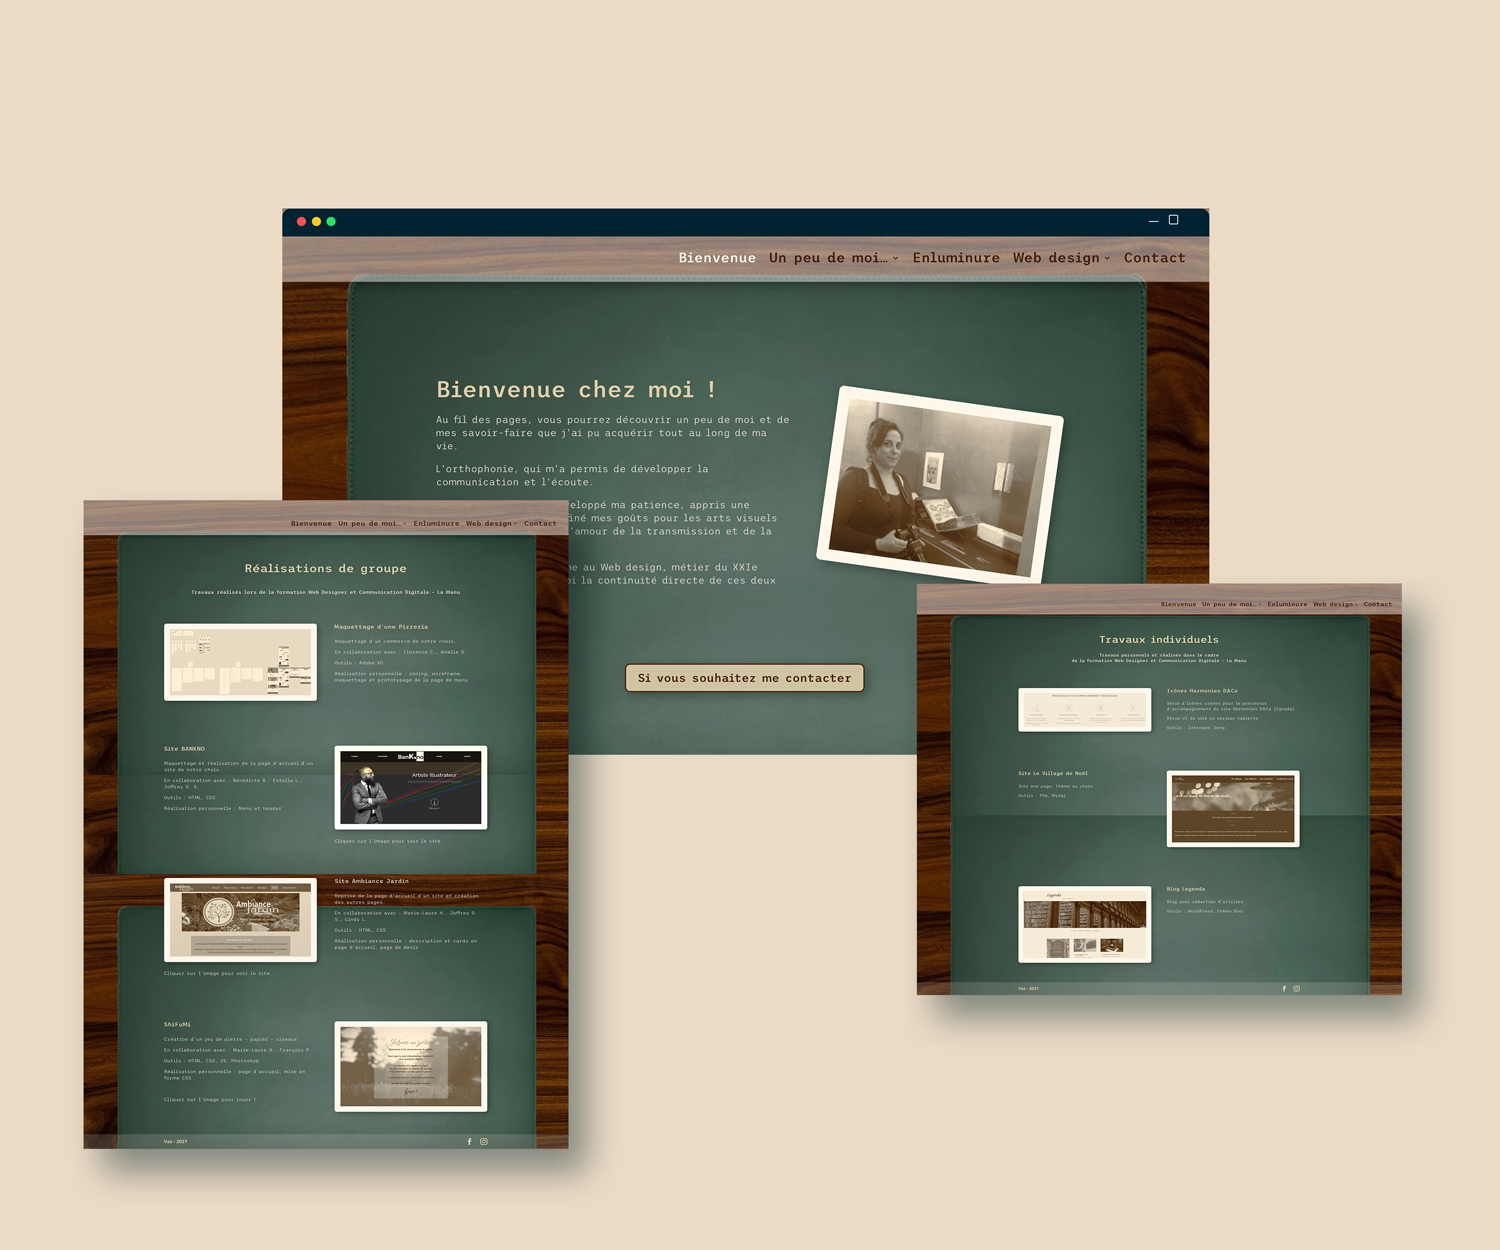 Bienvenue Un peu de moi… Enluminure Web design Contact
Bienvenue chez moi !
Au fil des pages, vous pourrez découvrir un peu de moi et de
mes savoir-faire que j'ai pu acquérir tout au long de ma
vie.
L'orthophonie, qui m'a permis de développer la
communication et l'écoute.
veloppé ma patience, appris une
iné mes goûts pour les arts visuels
'amour de la transmission et de la
ne au Web design, métier du XXIe
oi la continuité directe de ces deux
Si vous souhaitez me contacter
Bienvenue Un peu de moi… Enluminure Web design Contact
Réalisations de groupe
Travaux réalisés lors de la formation Web Designer et Communication Digitale - La Manu
Maquettage d'une Pizzeria
Maquettage d'un commerce de notre choix.
En collaboration avec : Florence C., Amélie D.
Outils : Adobe XD
Réalisation personnelle : zoning, wireframe,
maquettage et prototypage de la page de menu.
Site BANKNO
Maquettage et réalisation de la page d'accueil d'un
site de notre choix.
En collaboration avec : Bénédicte B., Estelle L.,
Joffrey D. S.
Outils : HTML, CSS
Réalisation personnelle : Menu et header
BanKno
Artiste Illustrateur
Cliquez sur l'image pour voir le site.
Ambiance
Jardin
Site Ambiance Jardin
Reprise de la page d'accueil d'un site et création
des autres pages.
En collaboration avec : Marie-Laure H., Joffrey D.
S., Cindy L.
Outils : HTML, CSS
Réalisation personnelle : description et cards en
page d'accueil, page de devis
Cliquez sur l'image pour voir le site.
ShiFuMi
Création d'un jeu de pierre - papier - ciseaux
En collaboration avec : Marie-Laure H., François P.
Outils : HTML, CSS, JS, Photoshop
Réalisation personnelle : page d'accueil, mise en
forme CSS
Cliquez sur l'image pour jouer !
Vaz - 2021
Bienvenue Un peu de moi… Enluminure Web design Contact
Travaux individuels
Travaux personnels et réalisés dans le cadre
de la formation Web Designer et Communication Digitale - La Manu
Icônes Harmonies D&Co
Série d'icônes créées pour le processus
d'accompagnement du site Harmonies D&Co (Canada).
Revue UI du site en version tablette.
Outils : Inkscape, Gimp
Site Le Village de Noël
Site one page, thème au choix.
Outils : Php, MySql
Legenda
Blog Legenda
Blog avec rédaction d'articles.
Outils : WordPress, thème Divi
Vaz - 2021